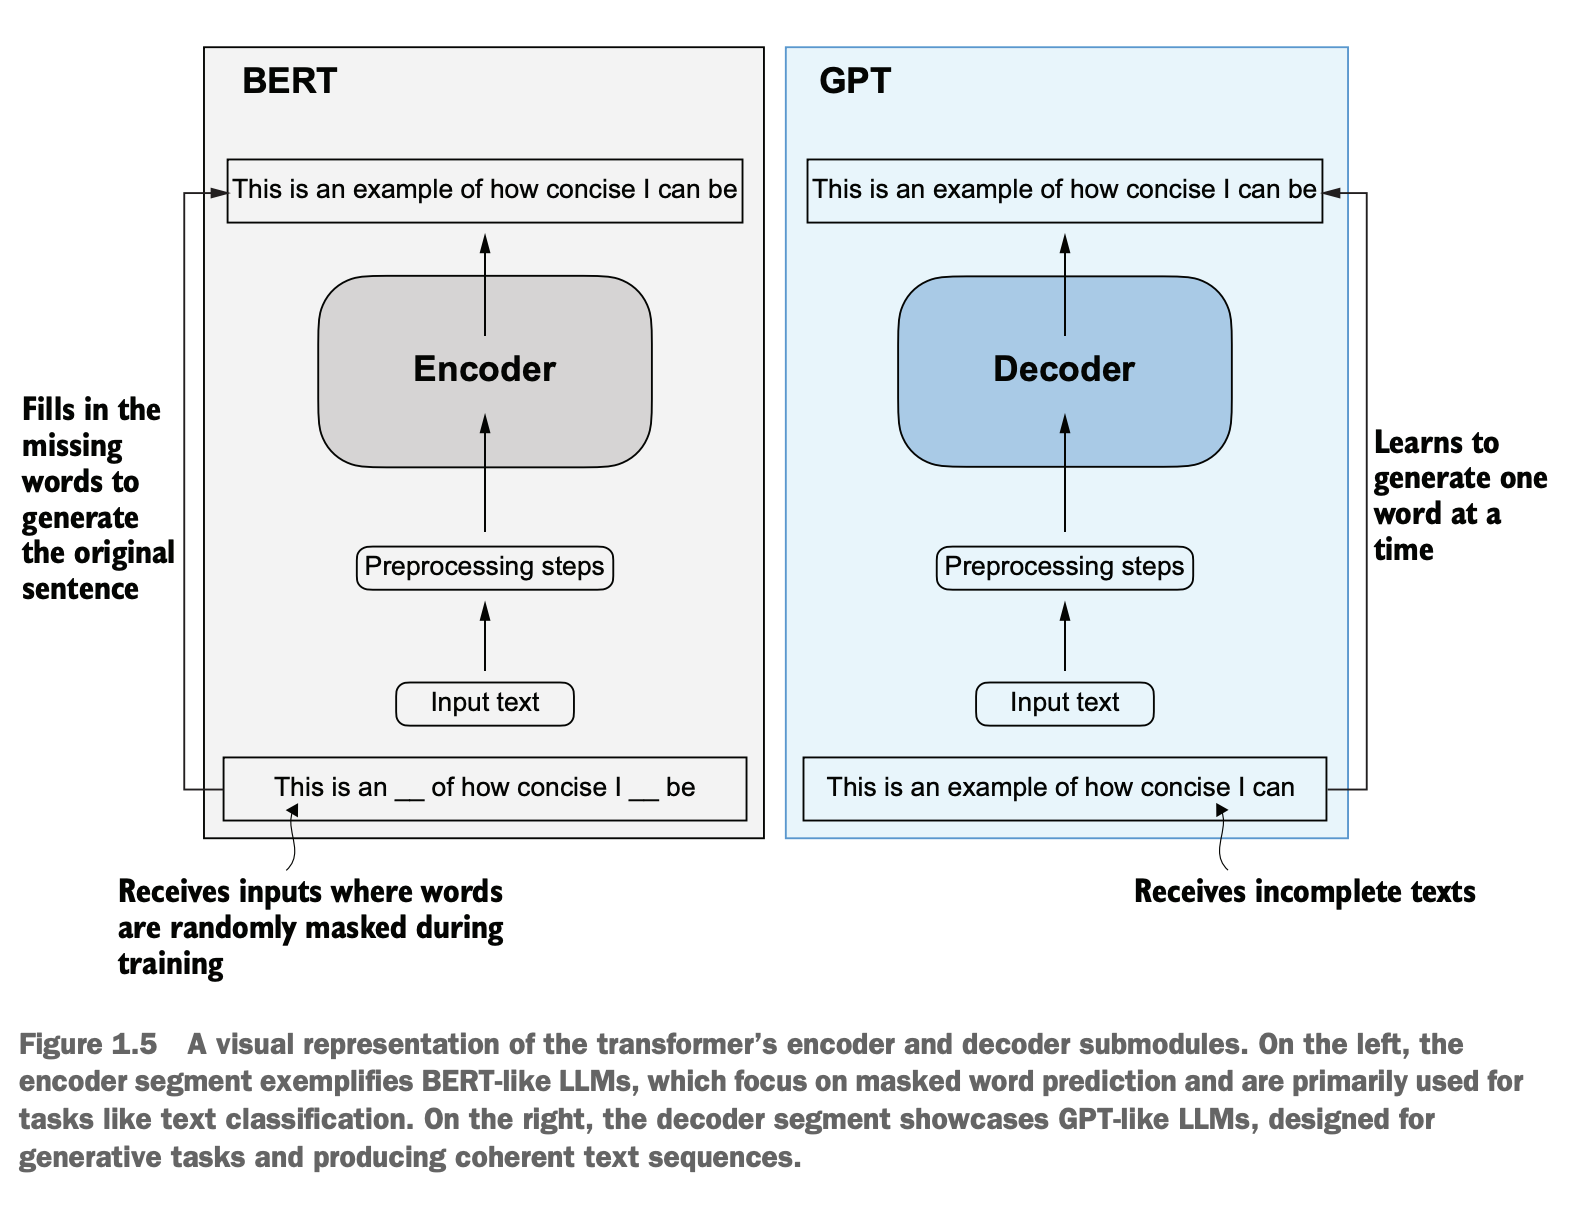 BERT
This is an example of how concise I can be
Encoder
Fills in the
missing
words to
generate
the original
sentence
Preprocessing steps
Input text
This is an __ of how concise I __ be
Receives inputs where words
are randomly masked during
training
GPT
This is an example of how concise I can be
Decoder
Learns to
generate one
word at a
time
Preprocessing steps
Input text
This is an example of how concise I can
Receives incomplete texts
Figure 1.5 A visual representation of the transformer’s encoder and decoder submodules. On the left, the
encoder segment exemplifies BERT-like LLMs, which focus on masked word prediction and are primarily used for
tasks like text classification. On the right, the decoder segment showcases GPT-like LLMs, designed for
generative tasks and producing coherent text sequences.